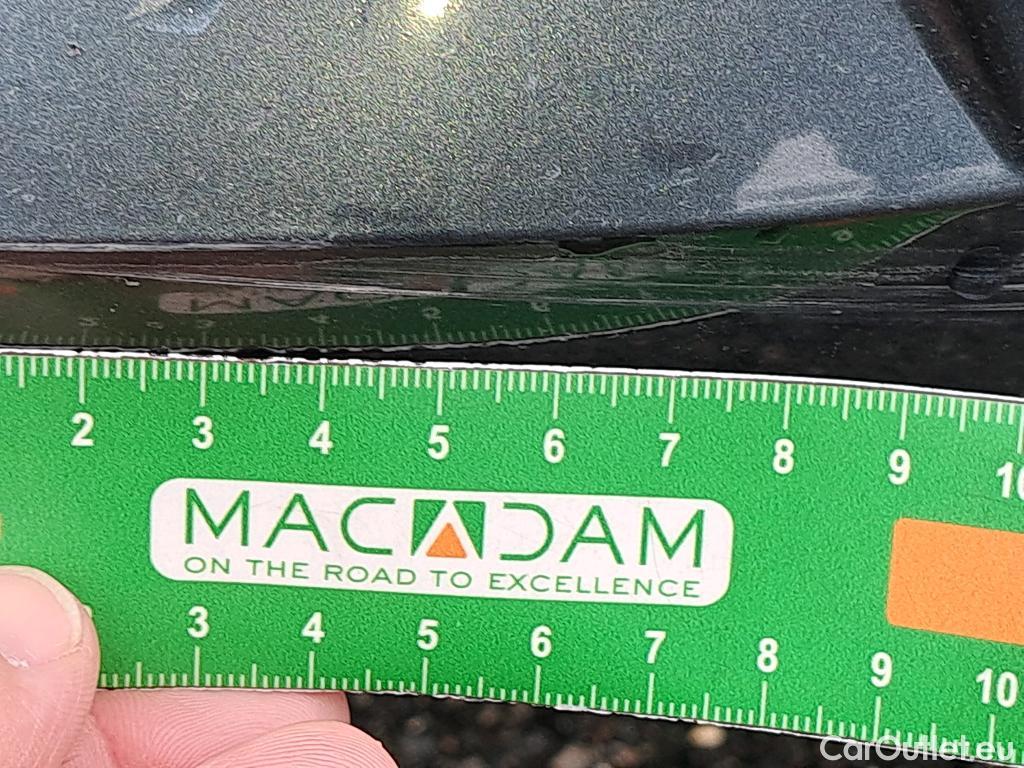 2 3 4 5 6 7 8 9 10
MACADAM
ON THE ROAD TO EXCELLENCE
3 4 5 6 7 8 9 10
CarOutlet.eu